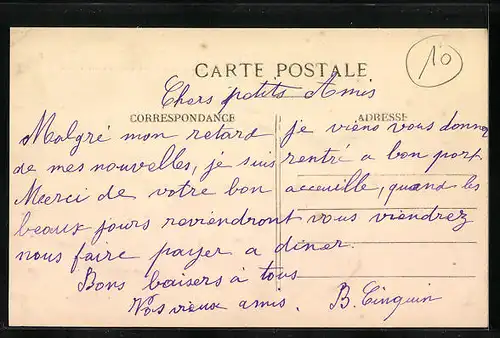 10
CARTE POSTALE
Chers petits Amis
CORRESPONDANCE ADRESSE
Malgré mon retard je viens vous donner
de mes nouvelles, je suis rentré a bon port
Merci de votre bon acceuille, quand les
beaux jours reviendront vous viendrez
nous faire payer a diner.
Bons baisers à tous
Vos vieux amis. B. Cinquin